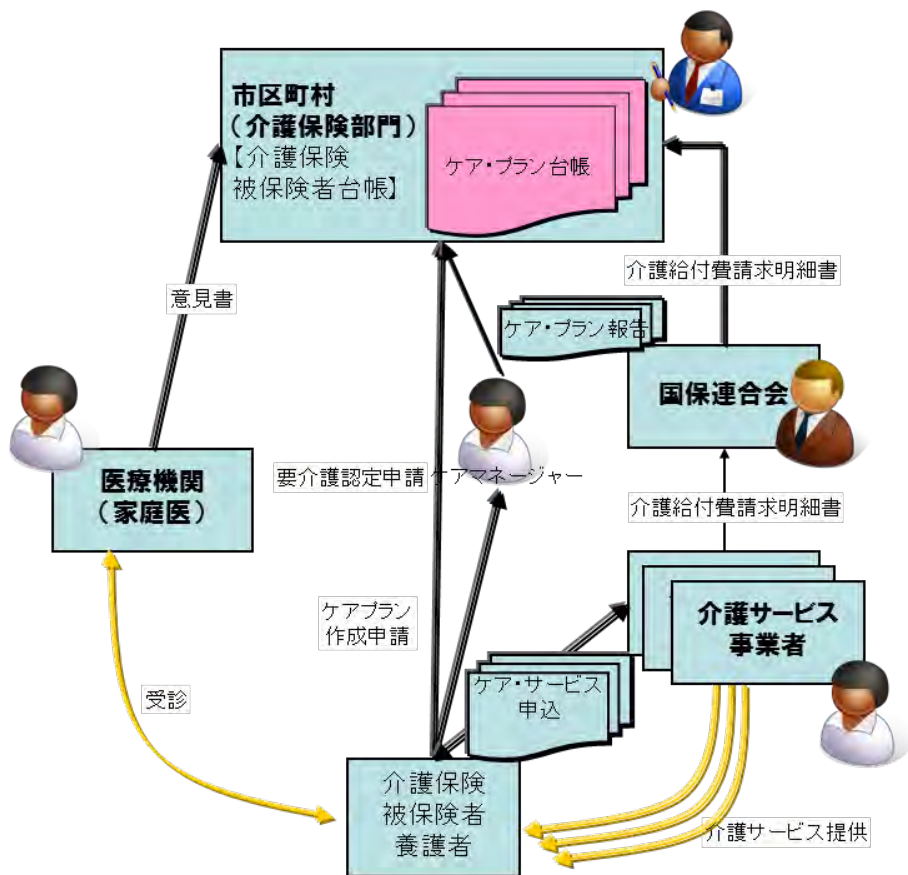 市区町村
（介護保険部門）
【介護保険
被保険者台帳】
ケア・プラン台帳
意見書
介護給付費請求明細書
ケア・プラン報告
国保連合会
医療機関
（家庭医）
要介護認定申請
ケアマネージャー
介護給付費請求明細書
ケアプラン
作成申請
介護サービス
事業者
ケア・サービス
申込
受診
介護保険
被保険者
養護者
介護サービス提供